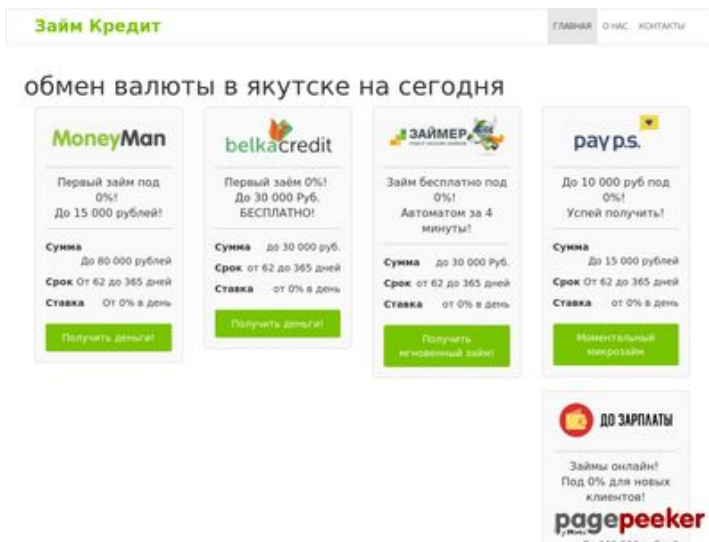 Займ Кредит
ГЛАВНАЯ О НАС КОНТАКТЫ
обмен валюты в якутске на сегодня
MoneyMan
Первый займ под
0%!
До 15 000 рублей!
Сумма
До 80 000 рублей
Срок От 62 до 365 дней
Ставка От 0% в день
Получить деньги!
belkacredit
Первый заём 0%!
До 30 000 Руб.
БЕСПЛАТНО!
Сумма до 30 000 руб.
Срок от 62 до 365 дней
Ставка от 0% в день
Получить деньги!
ЗАЙМЕР
Займ бесплатно под
0%!
Автоматом за 4
минуты!
Сумма до 30 000 Руб.
Срок от 62 до 365 дней
Ставка от 0% в день
Получить
мгновенный займ!
pay p.s.
До 10 000 руб под
0%!
Успей получить!
Сумма
До 15 000 рублей
Срок От 62 до 365 дней
Ставка От 0% в день
Моментальный
микрозайм
ДО ЗАРПЛАТЫ
Займы онлайн!
Под 0% для новых
клиентов!
pagepeeker